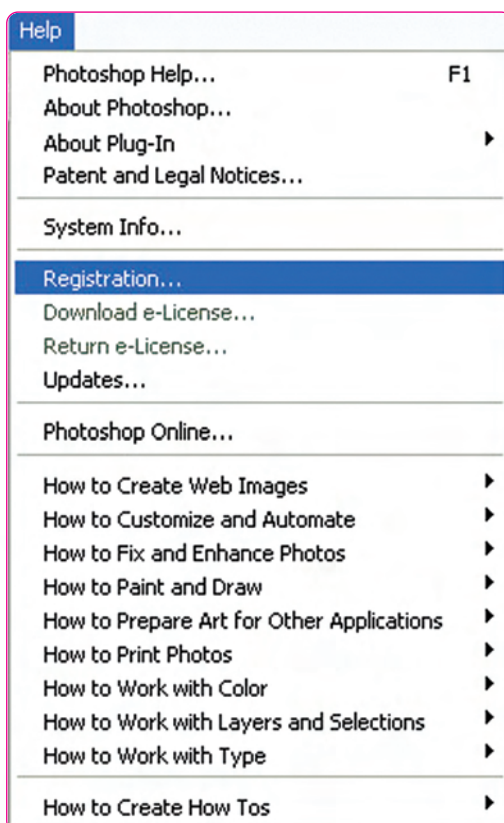 Help
Photoshop Help... F1
About Photoshop...
About Plug-In
Patent and Legal Notices...
System Info...
Registration...
Download e-License...
Return e-License...
Updates...
Photoshop Online...
How to Create Web Images
How to Customize and Automate
How to Fix and Enhance Photos
How to Paint and Draw
How to Prepare Art for Other Applications
How to Print Photos
How to Work with Color
How to Work with Layers and Selections
How to Work with Type
How to Create How Tos